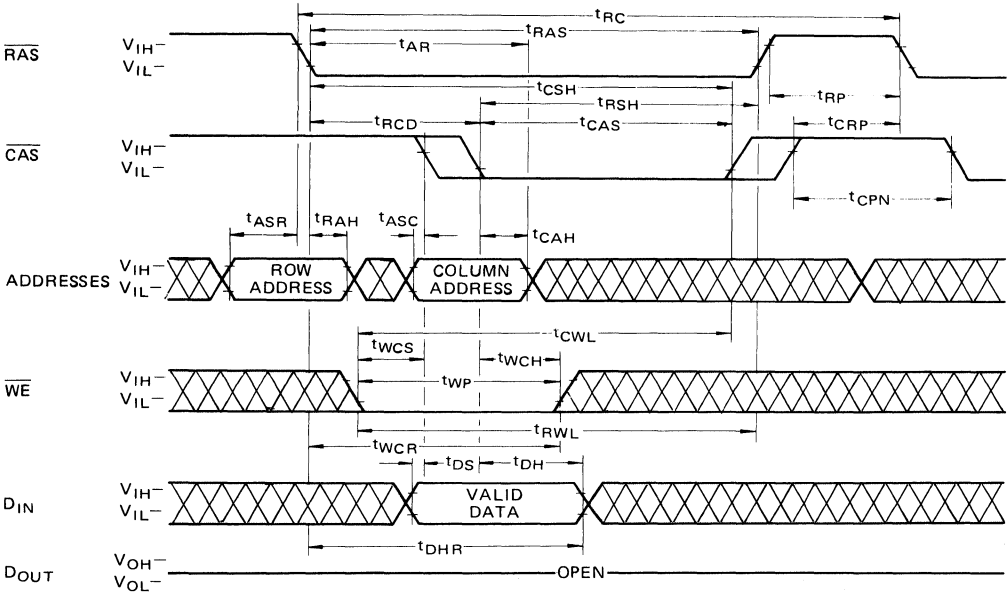 tRC
tRAS
tAR
RAS
VIH
VIL
tCSH
tRSH
tRP
tRCD
tCAS
tCRP
CAS
VIH
VIL
tCPN
tASR
tRAH
tASC
tCAH
ADDRESSES
VIH
VIL
ROW
ADDRESS
COLUMN
ADDRESS
tCWL
tWCS
tWCH
WE
VIH
VIL
tWP
tRWL
tWCR
tDS
tDH
DIN
VIH
VIL
VALID
DATA
tDHR
DOUT
VOH
VOL
OPEN